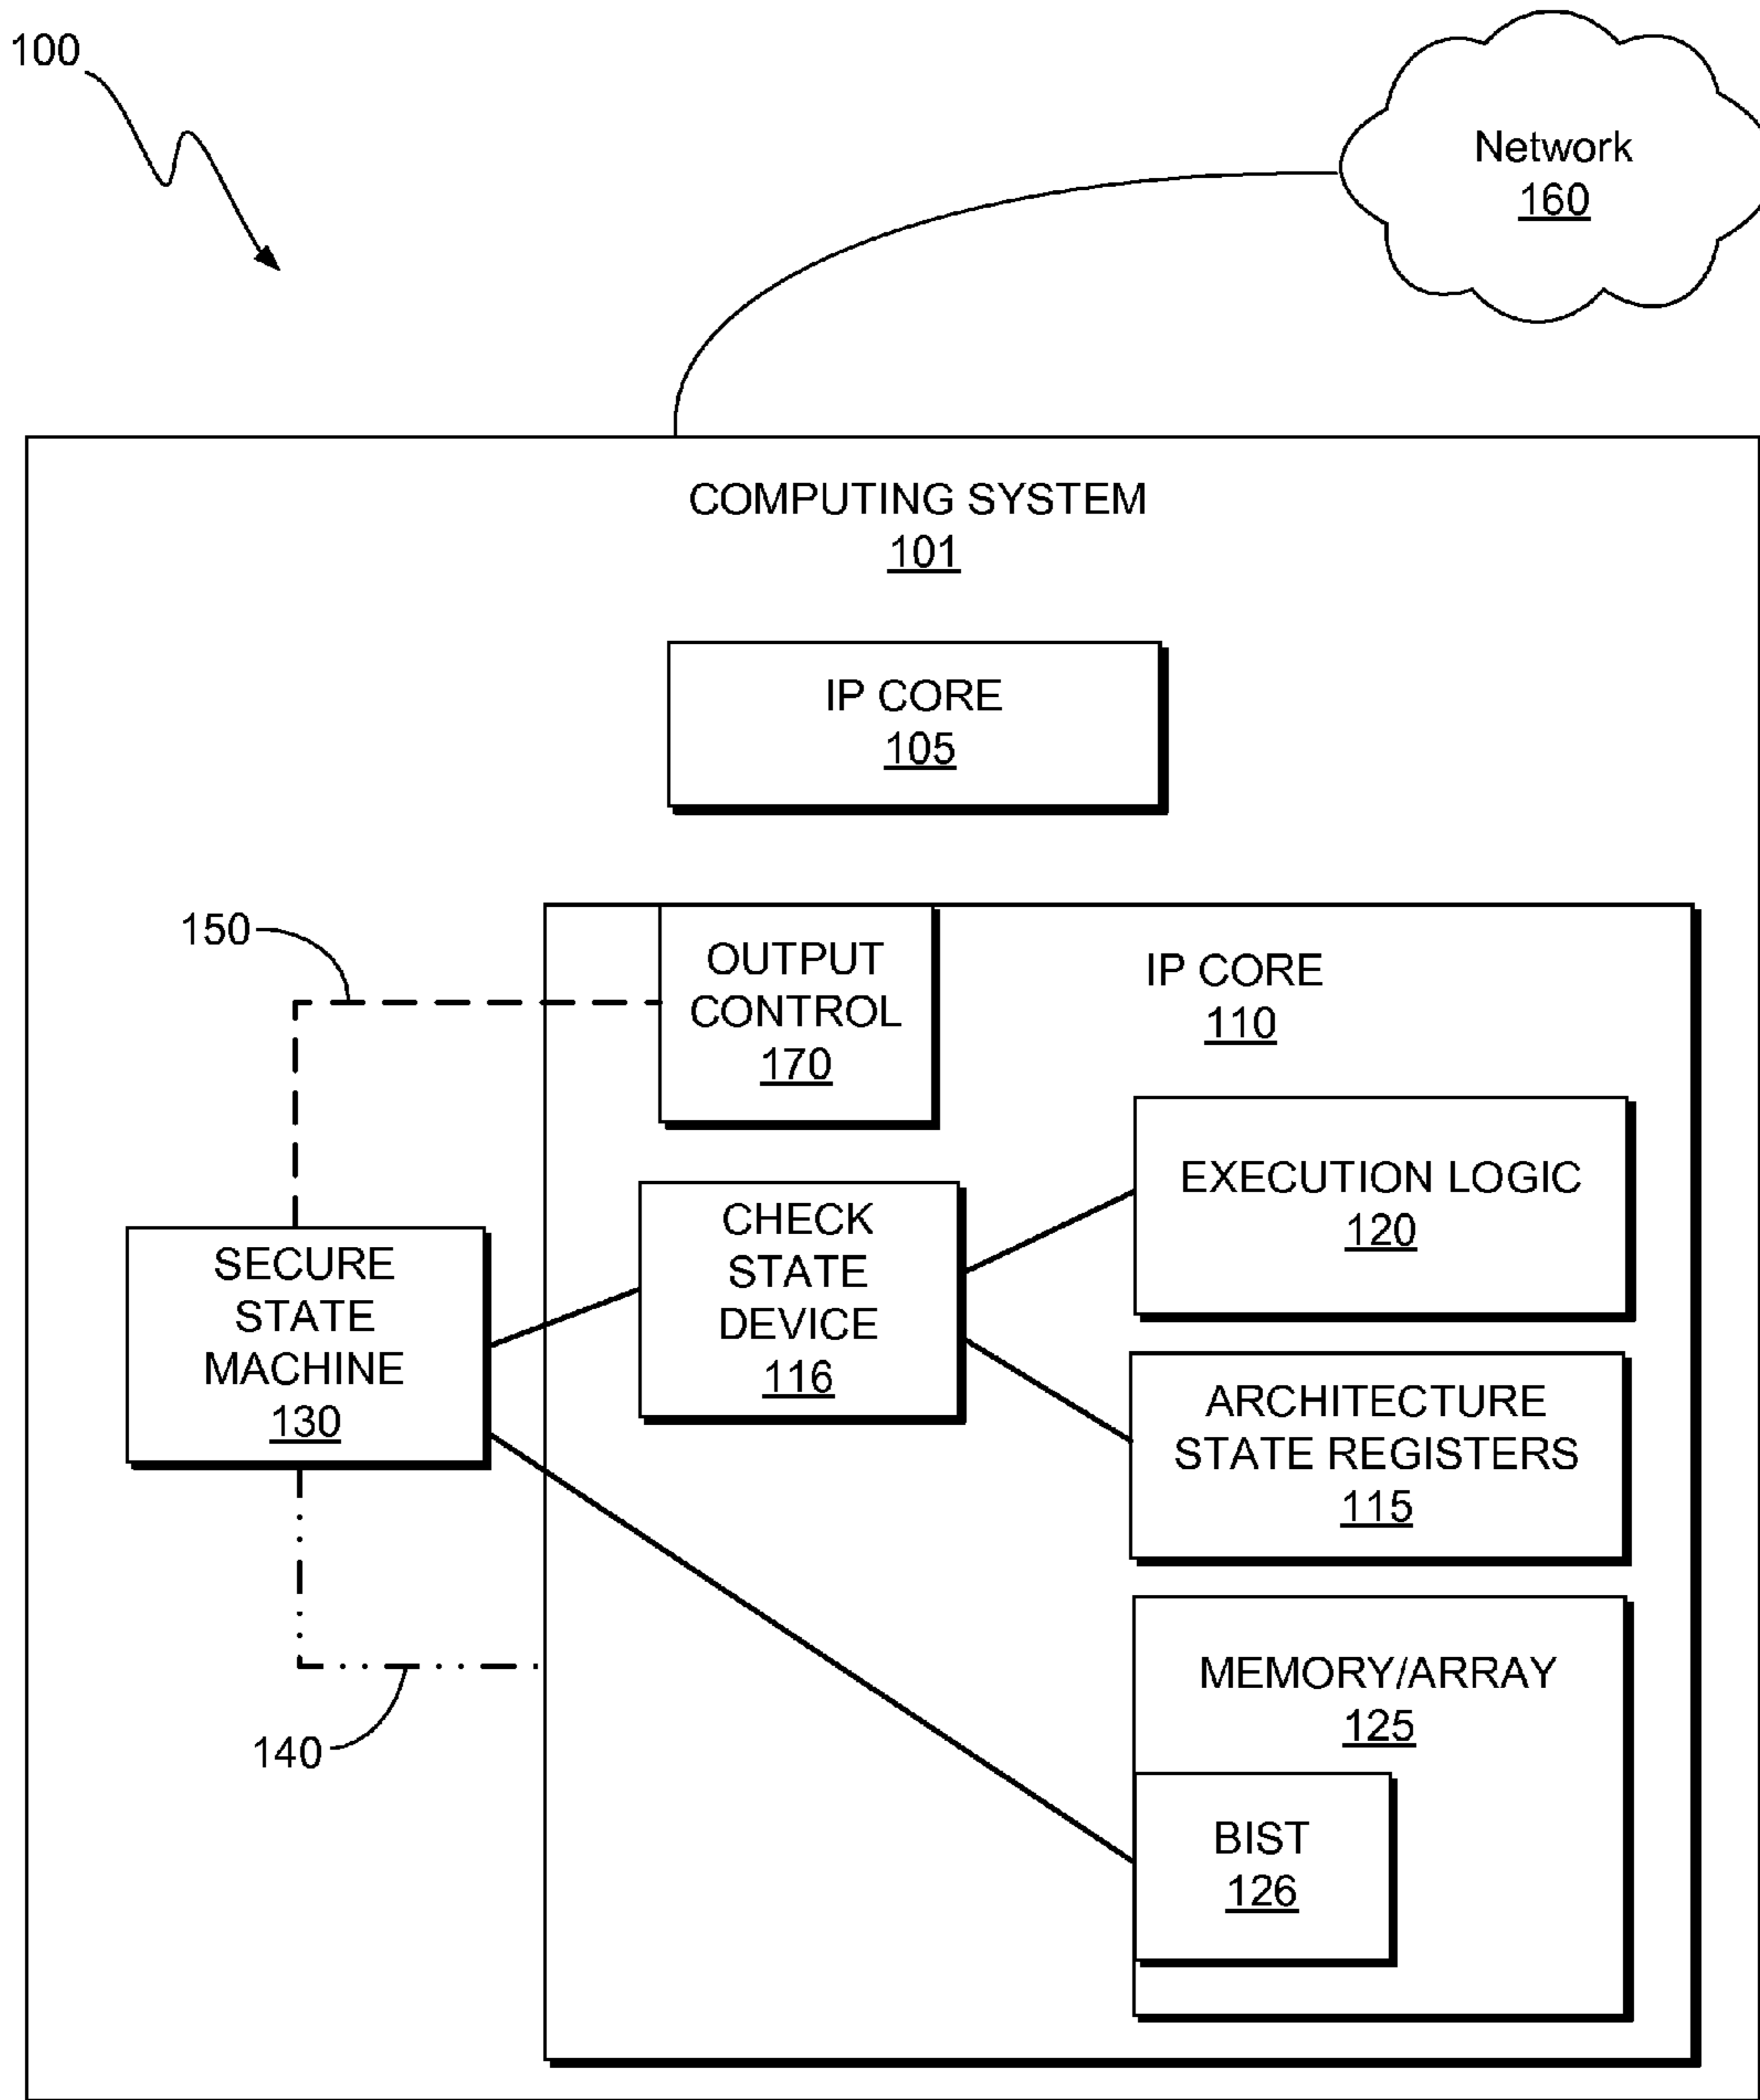 100
Network
160
COMPUTING SYSTEM
101
IP CORE
105
150
OUTPUT
CONTROL
170
IP CORE
110
EXECUTION LOGIC
120
CHECK
STATE
DEVICE
116
SECURE
STATE
MACHINE
130
ARCHITECTURE
STATE REGISTERS
115
MEMORY/ARRAY
125
140
BIST
126